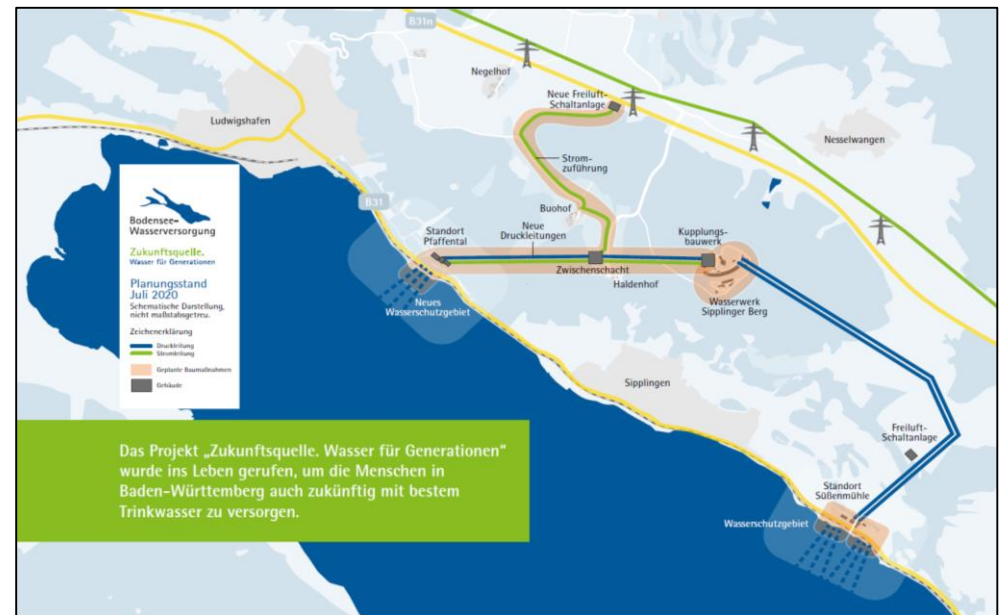 B31n
Negelhof
Neue Freiluft-
Schaltanlage
Ludwigshafen
Nesselwangen
Strom-
zuführung
B31
Buohof
Standort
Pfaffental
Neue
Druckleitungen
Kupplungs-
bauwerk
Zwischenschacht
Haldenhof
Neues
Wasserschutzgebiet
Wasserwerk
Sipplinger Berg
Bodensee-
Wasserversorgung
Zukunftsquelle.
Wasser für Generationen
Planungsstand
Juli 2020
Schematische Darstellung,
nicht maßstabsgetreu.
Zeichenerklärung
Druckleitung
Stromleitung
Geplante Baumaßnahmen
Gebäude
Sipplingen
Freiluft-
Schaltanlage
Standort
Süßenmühle
Wasserschutzgebiet
Das Projekt „Zukunftsquelle. Wasser für Generationen“
wurde ins Leben gerufen, um die Menschen in
Baden-Württemberg auch zukünftig mit bestem
Trinkwasser zu versorgen.